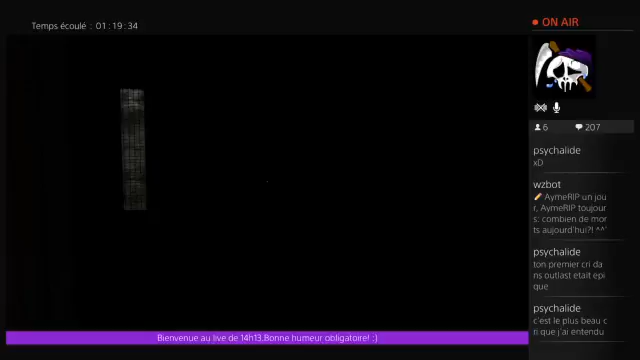 Temps écoulé : 01:19:34
ON AIR
6
207
psychalide
xD
wzbot
AymeRIP un jou
r, AymeRIP toujour
s: combien de mor
ts aujourd'hui?! ^^'
psychalide
ton premier cri da
ns outlast etait epi
que
psychalide
c'est le plus beau c
ri que j'ai entendu
Bienvenue au live de 14h13.Bonne humeur obligatoire! :)